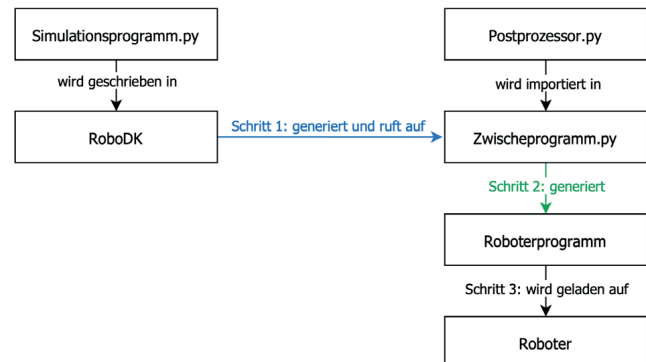 Simulationsprogramm.py
Postprozessor.py
wird geschrieben in
wird importiert in
RoboDK
Schritt 1: generiert und ruft auf
Zwischeprogramm.py
Schritt 2: generiert
Roboterprogramm
Schritt 3: wird geladen auf
Roboter